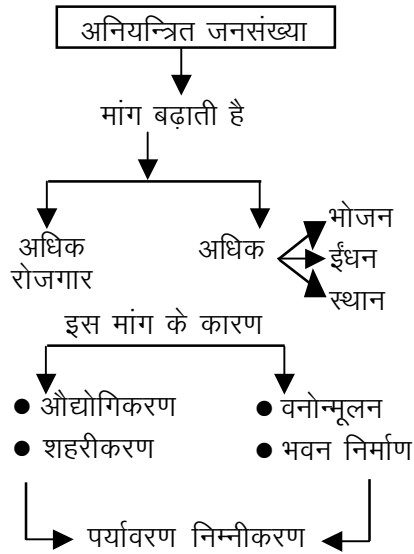 अनियन्त्रित जनसंख्या
मांग बढ़ाती है
अधिक
रोजगार
अधिक
भोजन
ईंधन
स्थान
इस मांग के कारण
● औद्योगिकरण
● शहरीकरण
● वनोन्मूलन
● भवन निर्माण
पर्यावरण निम्नीकरण